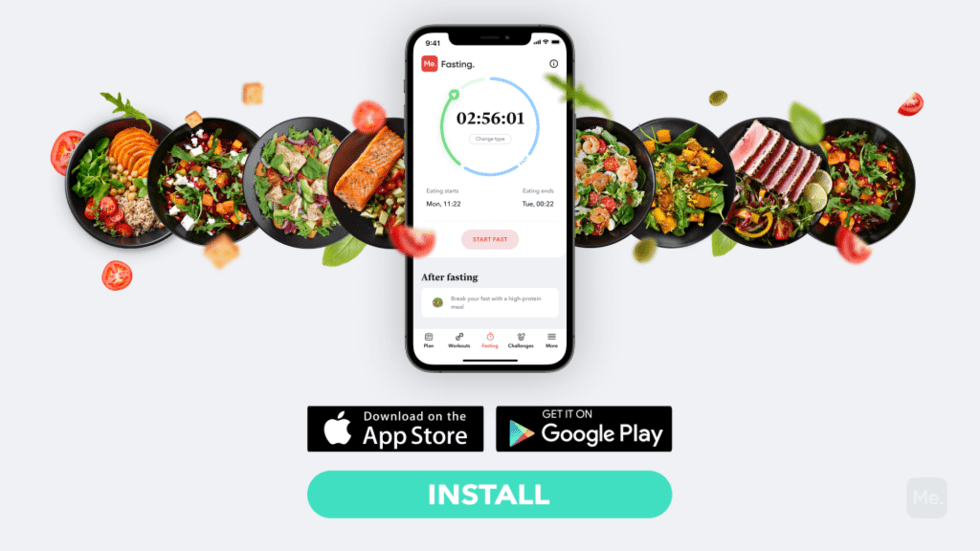 9:41
Me. Fasting.
02:56:01
Change type
Eating starts
Eating ends
Mon, 11:22
Tue, 00:22
START FAST
After fasting
Break your fast with a high-protein
meal
Plan Workouts Fasting Challenges More
Download on the
App Store
GET IT ON
Google Play
INSTALL
Me.